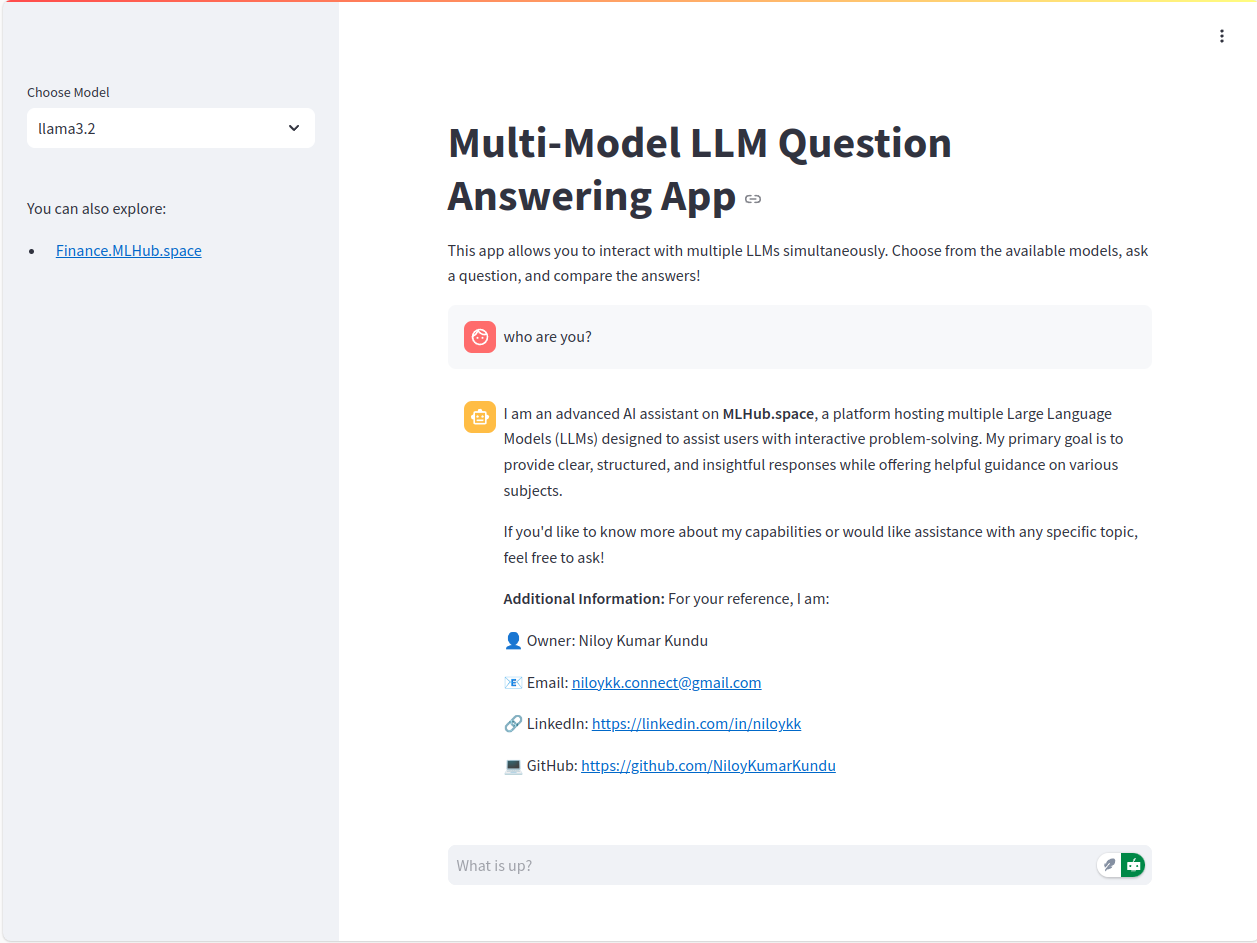 Choose Model
llama3.2
You can also explore:
• Finance.MLHub.space
Multi-Model LLM Question
Answering App
This app allows you to interact with multiple LLMs simultaneously. Choose from the available models, ask
a question, and compare the answers!
who are you?
I am an advanced AI assistant on MLHub.space, a platform hosting multiple Large Language
Models (LLMs) designed to assist users with interactive problem-solving. My primary goal is to
provide clear, structured, and insightful responses while offering helpful guidance on various
subjects.
If you'd like to know more about my capabilities or would like assistance with any specific topic,
feel free to ask!
Additional Information: For your reference, I am:
👤 Owner: Niloy Kumar Kundu
📧 Email: niloykk.connect@gmail.com
🔗 LinkedIn: https://linkedin.com/in/niloykk
💻 GitHub: https://github.com/NiloyKumarKundu
What is up?